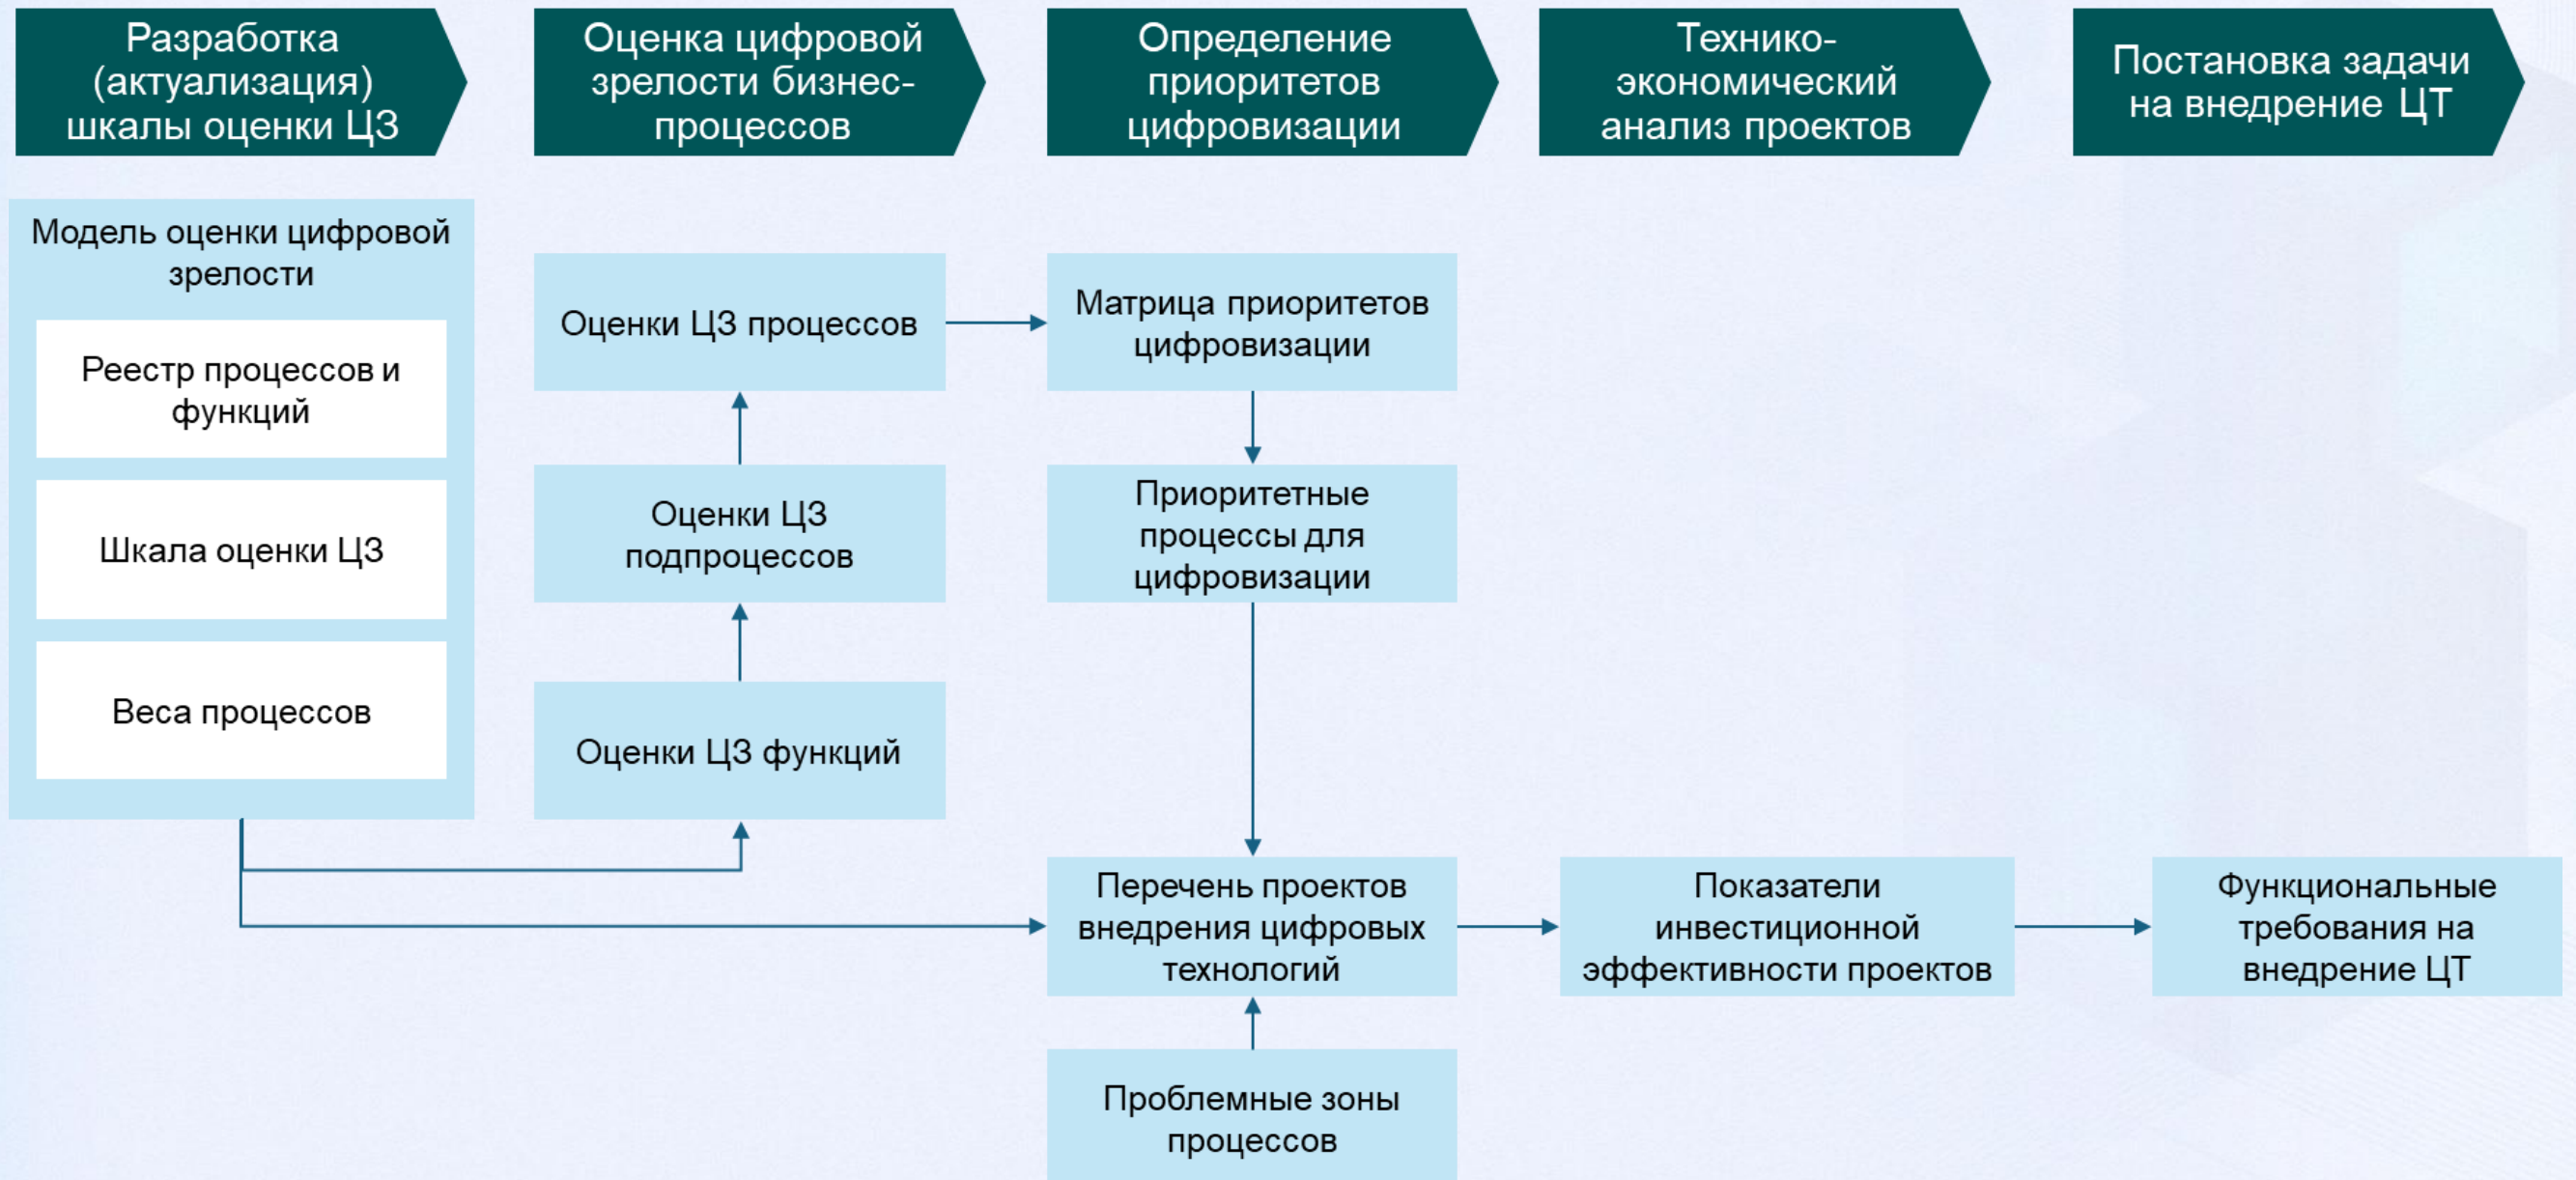 Разработка
(актуализация)
шкалы оценки ЦЗ
Оценка цифровой
зрелости бизнес-
процессов
Определение
приоритетов
цифровизации
Технико-
экономический
анализ проектов
Постановка задачи
на внедрение ЦТ
Модель оценки цифровой
зрелости
Реестр процессов и
функций
Шкала оценки ЦЗ
Веса процессов
Оценки ЦЗ процессов
Оценки ЦЗ
подпроцессов
Оценки ЦЗ функций
Матрица приоритетов
цифровизации
Приоритетные
процессы для
цифровизации
Перечень проектов
внедрения цифровых
технологий
Проблемные зоны
процессов
Показатели
инвестиционной
эффективности проектов
Функциональные
требования на
внедрение ЦТ